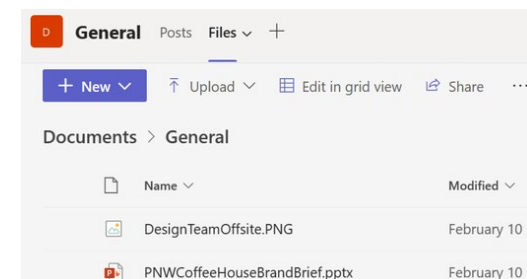 D General Posts Files +
+ New Upload Edit in grid view Share ...
Documents > General
Name Modified
DesignTeamOffsite.PNG February 10
PNWCoffeeHouseBrandBrief.pptx February 10